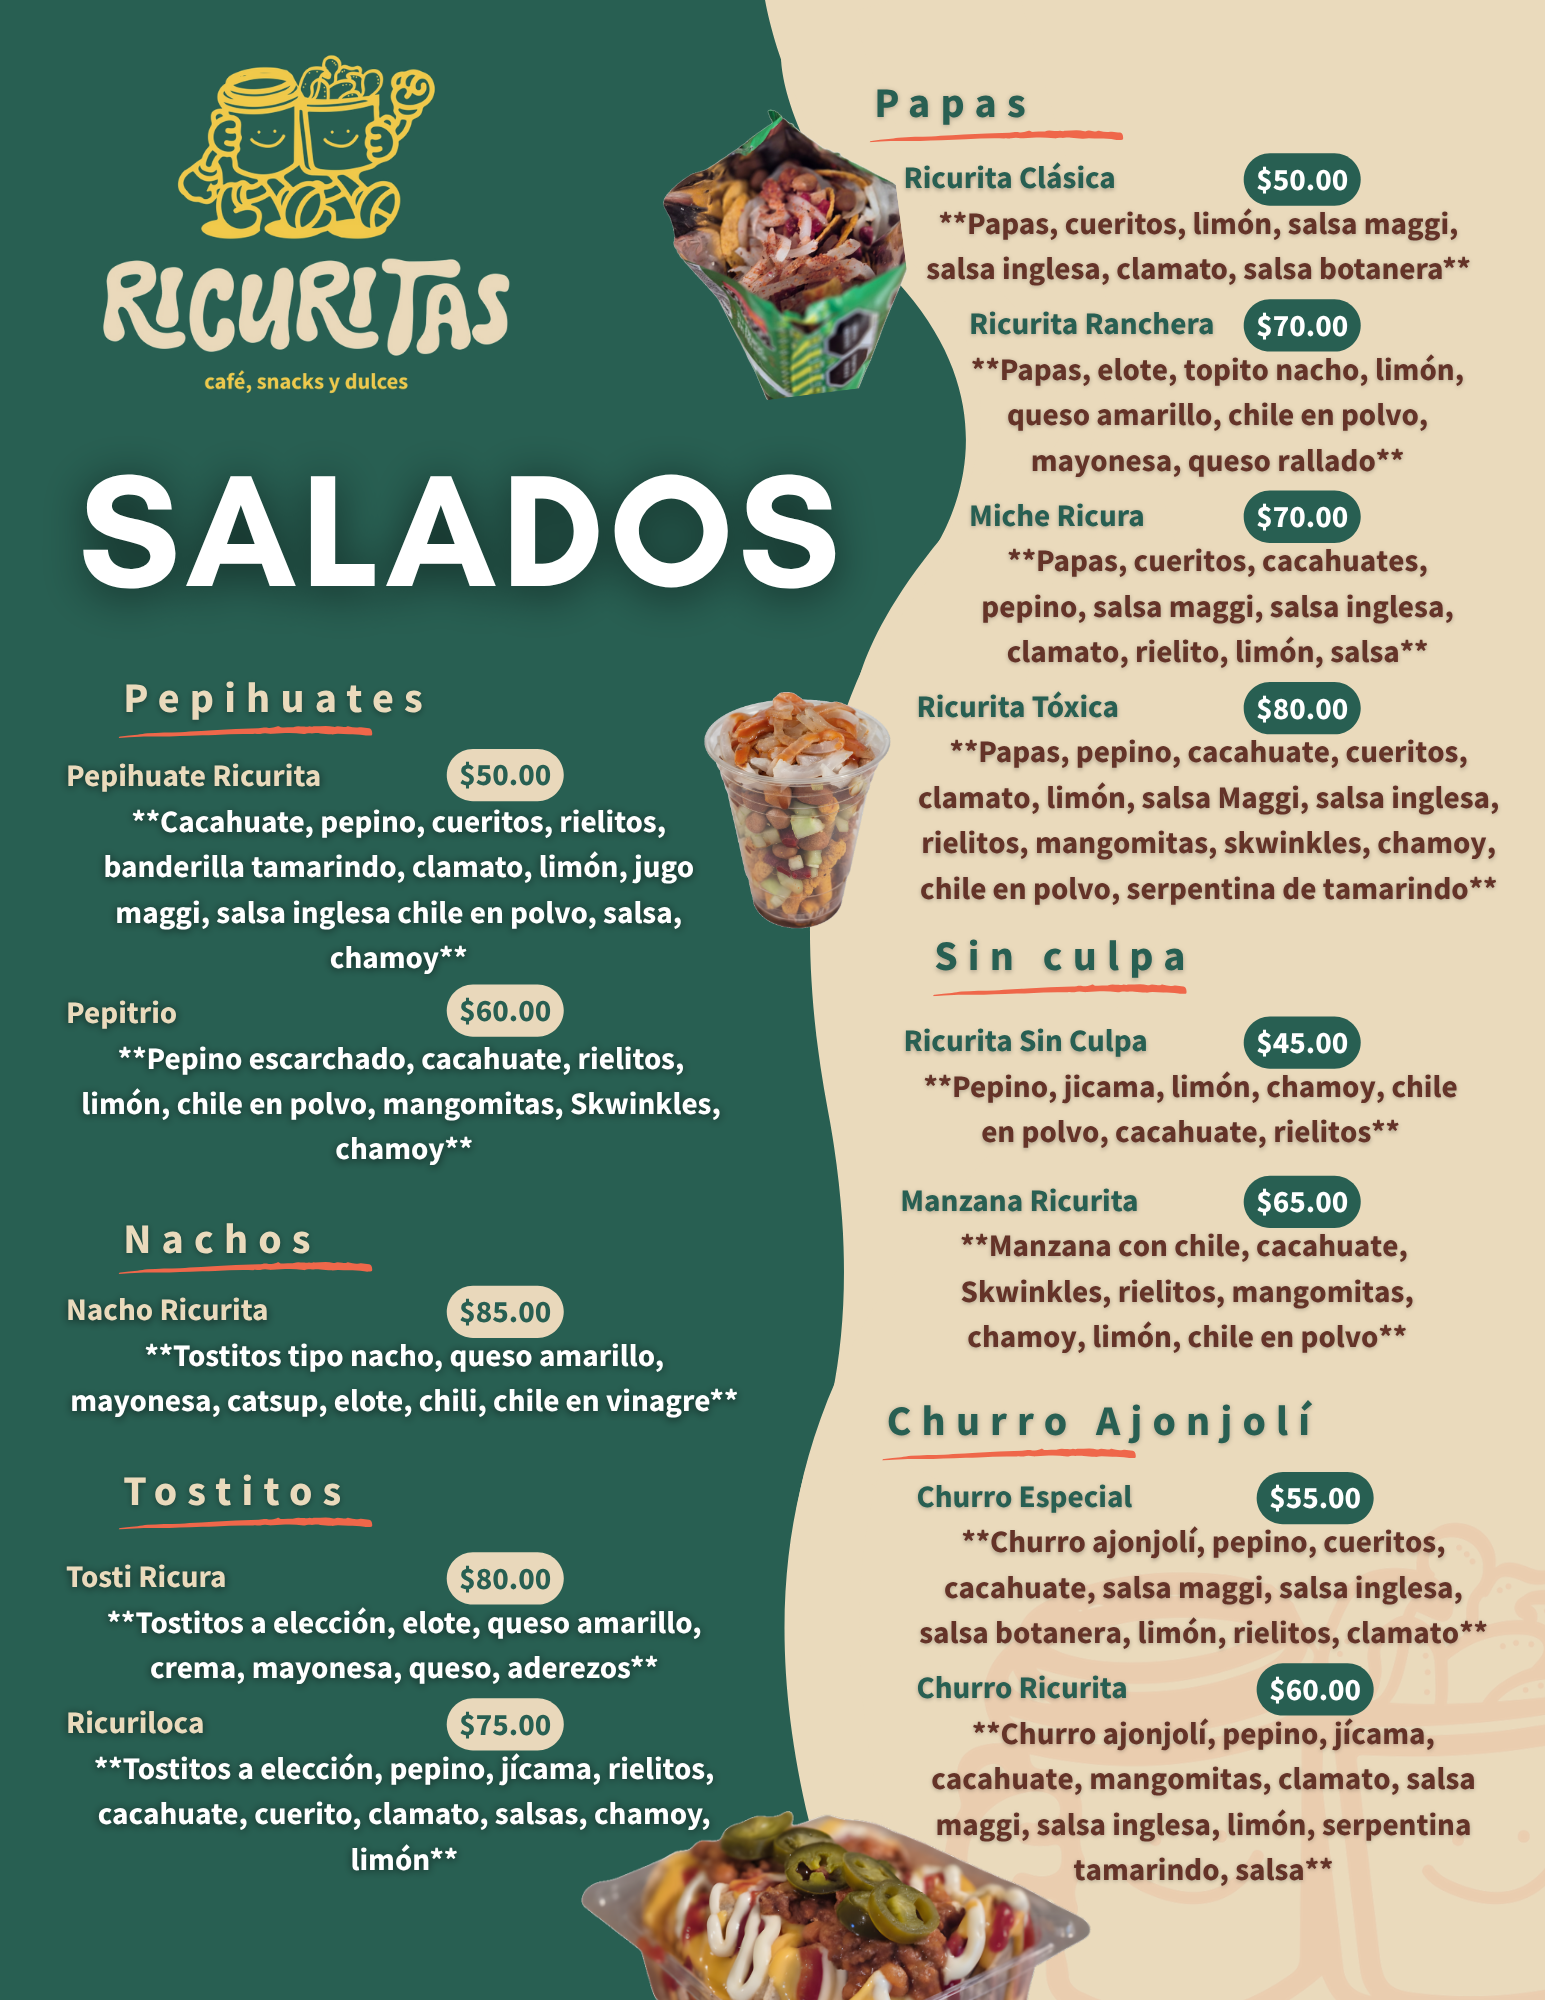 RICURITAS
café, snacks y dulces
SALADOS
Pepihuates
Pepihuate Ricurita $50.00
**Cacahuate, pepino, cueritos, rielitos,
banderilla tamarindo, clamato, limón, jugo
maggi, salsa inglesa chile en polvo, salsa,
chamoy**
Pepitrio $60.00
**Pepino escarchado, cacahuate, rielitos,
limón, chile en polvo, mangomitas, Skwinkles,
chamoy**
Nachos
Nacho Ricurita $85.00
**Tostitos tipo nacho, queso amarillo,
mayonesa, catsup, elote, chili, chile en vinagre**
Tostitos
Tosti Ricura $80.00
**Tostitos a elección, elote, queso amarillo,
crema, mayonesa, queso, aderezos**
Ricuriloca $75.00
**Tostitos a elección, pepino, jícama, rielitos,
cacahuate, cuerito, clamato, salsas, chamoy,
limón**
Papas
Ricurita Clásica $50.00
**Papas, cueritos, limón, salsa maggi,
salsa inglesa, clamato, salsa botanera**
Ricurita Ranchera $70.00
**Papas, elote, topito nacho, limón,
queso amarillo, chile en polvo,
mayonesa, queso rallado**
Miche Ricura $70.00
**Papas, cueritos, cacahuates,
pepino, salsa maggi, salsa inglesa,
clamato, rielito, limón, salsa**
Ricurita Tóxica $80.00
**Papas, pepino, cacahuate, cueritos,
clamato, limón, salsa Maggi, salsa inglesa,
rielitos, mangomitas, skwinkles, chamoy,
chile en polvo, serpentina de tamarindo**
Sin culpa
Ricurita Sin Culpa $45.00
**Pepino, jicama, limón, chamoy, chile
en polvo, cacahuate, rielitos**
Manzana Ricurita $65.00
**Manzana con chile, cacahuate,
Skwinkles, rielitos, mangomitas,
chamoy, limón, chile en polvo**
Churro Ajonjolí
Churro Especial $55.00
**Churro ajonjolí, pepino, cueritos,
cacahuate, salsa maggi, salsa inglesa,
salsa botanera, limón, rielitos, clamato**
Churro Ricurita $60.00
**Churro ajonjolí, pepino, jícama,
cacahuate, mangomitas, clamato, salsa
maggi, salsa inglesa, limón, serpentina
tamarindo, salsa**